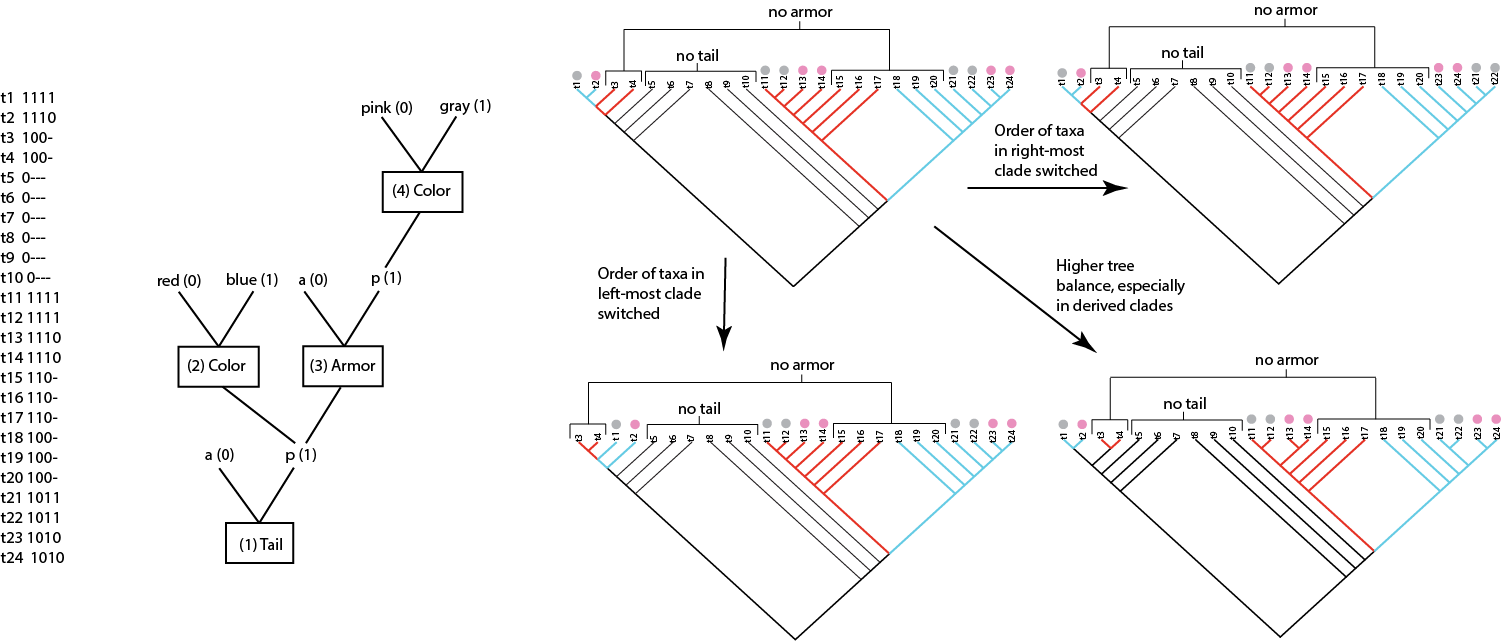 t1 1111
t2 1110
t3 100-
t4 100-
t5 0---
t6 0---
t7 0---
t8 0---
t9 0---
t10 0---
t11 1111
t12 1111
t13 1110
t14 1110
t15 110-
t16 110-
t17 110-
t18 100-
t19 100-
t20 100-
t21 1011
t22 1011
t23 1010
t24 1010
pink (0) gray (1)
(4) Color
red (0) blue (1) a (0) p (1)
(2) Color (3) Armor
a (0) p (1)
(1) Tail
no armor
no tail
t1 t2 t3 t4 t5 t6 t7 t8 t9 t10 t11 t12 t13 t14 t15 t16 t17 t18 t19 t20 t21 t22 t23 t24
Order of taxa
in right-most
clade switched
no armor
no tail
t1 t2 t3 t4 t5 t6 t7 t8 t9 t10 t11 t12 t13 t14 t15 t16 t17 t18 t19 t20 t23 t24 t21 t22
Order of taxa in
left-most clade
switched
Higher tree
balance, especially
in derived clades
no armor
no tail
t3 t4 t1 t2 t5 t6 t7 t8 t9 t10 t11 t12 t13 t14 t15 t16 t17 t18 t19 t20 t21 t22 t23 t24
no armor
no tail
t1 t2 t3 t4 t5 t6 t7 t8 t9 t10 t11 t12 t13 t14 t15 t16 t17 t18 t19 t20 t21 t22 t23 t24